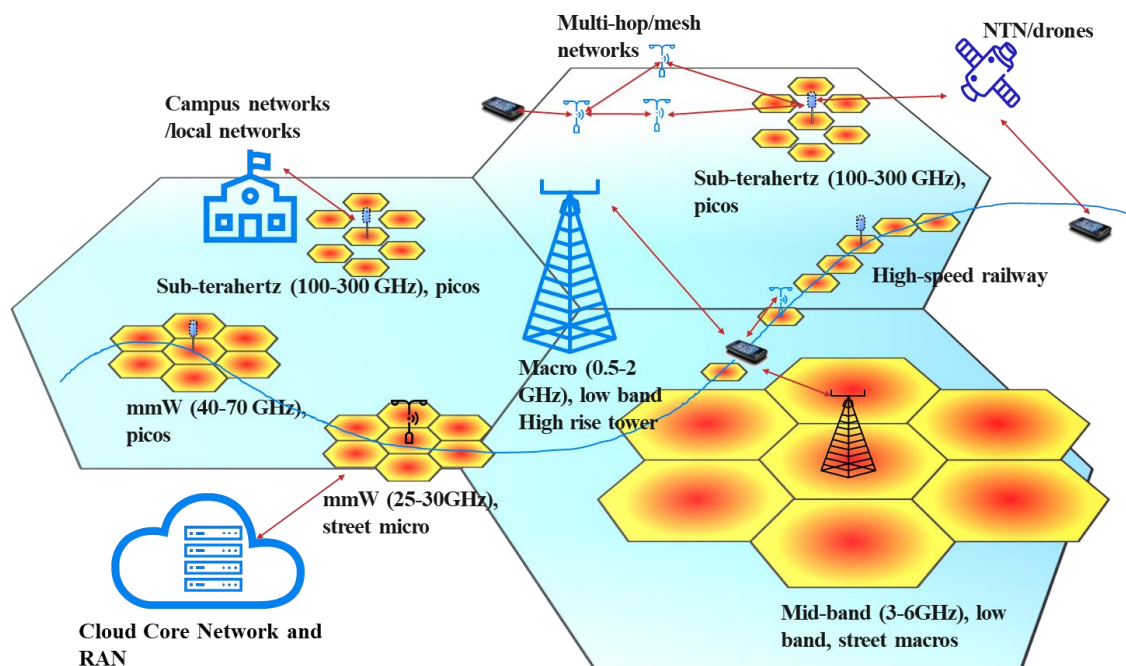 Multi-hop/mesh
networks
NTN/drones
Campus networks
/local networks
Sub-terahertz (100-300 GHz),
picos
Sub-terahertz (100-300 GHz), picos
High-speed railway
Macro (0.5-2
GHz), low band
High rise tower
mmW (40-70 GHz),
picos
mmW (25-30GHz),
street micro
Mid-band (3-6GHz), low
band, street macros
Cloud Core Network and
RAN